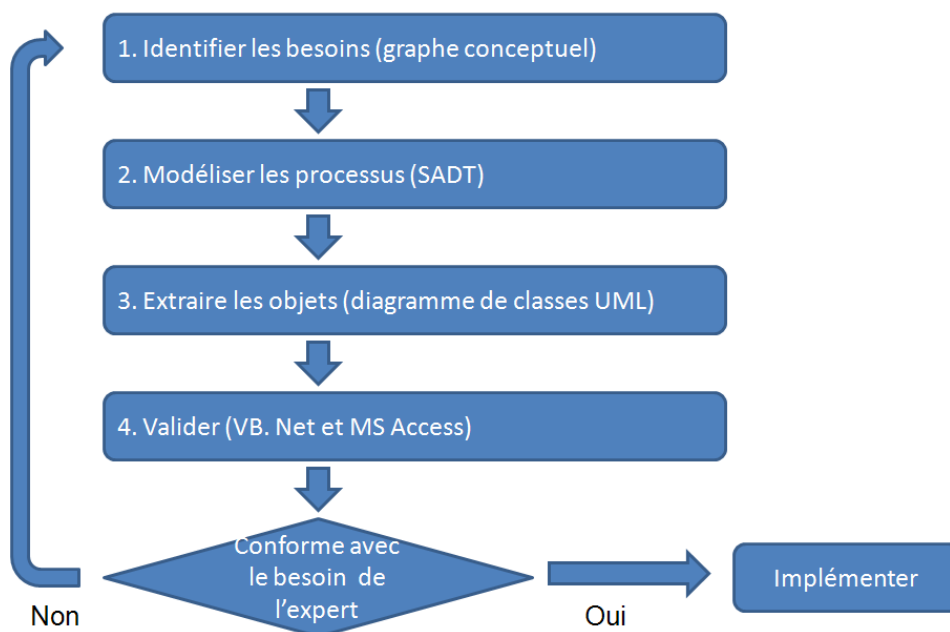 1. Identifier les besoins (graphe conceptuel)
2. Modéliser les processus (SADT)
3. Extraire les objets (diagramme de classes UML)
4. Valider (VB. Net et MS Access)
Conforme avec
le besoin de
l'expert
Implémenter
Non
Oui